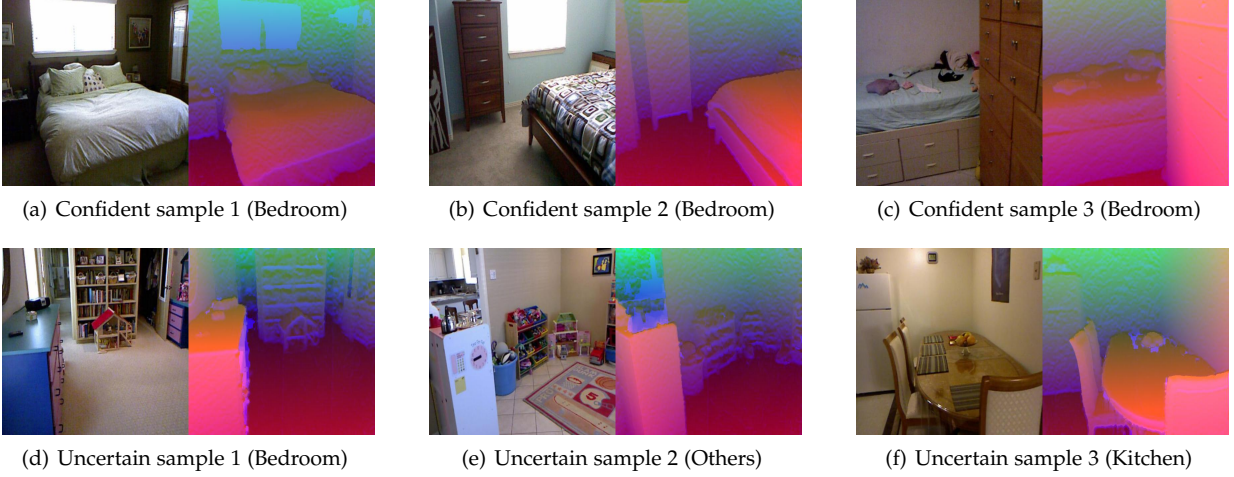 (a) Confident sample 1 (Bedroom)
(b) Confident sample 2 (Bedroom)
(c) Confident sample 3 (Bedroom)
(d) Uncertain sample 1 (Bedroom)
(e) Uncertain sample 2 (Others)
(f) Uncertain sample 3 (Kitchen)